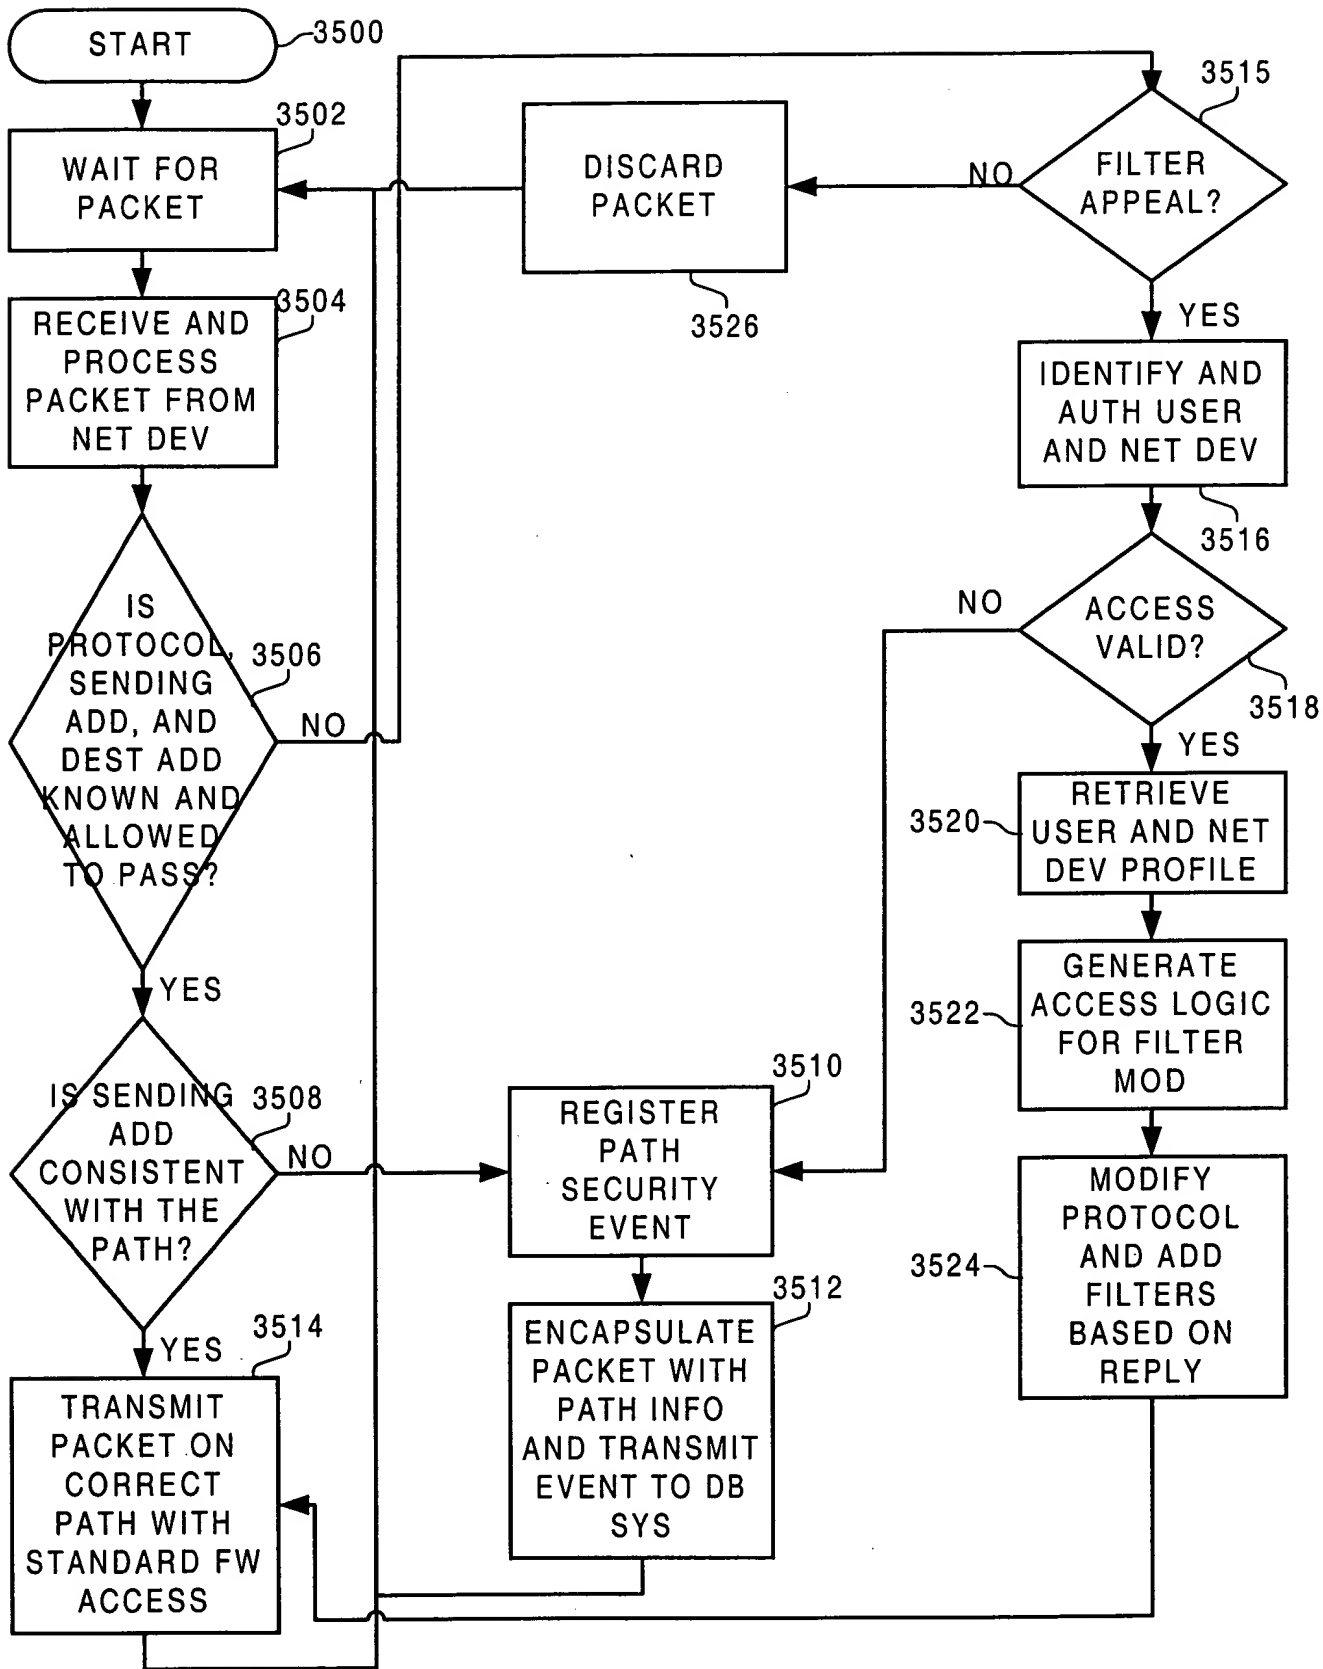 START
3500
WAIT FOR
PACKET
3502
RECEIVE AND
PROCESS
PACKET FROM
NET DEV
3504
IS
PROTOCOL,
SENDING
ADD, AND
DEST ADD
KNOWN AND
ALLOWED
TO PASS?
3506
NO
YES
IS SENDING
ADD
CONSISTENT
WITH THE
PATH?
3508
NO
YES
3514
TRANSMIT
PACKET ON
CORRECT
PATH WITH
STANDARD FW
ACCESS
DISCARD
PACKET
3526
3510
REGISTER
PATH
SECURITY
EVENT
3512
ENCAPSULATE
PACKET WITH
PATH INFO
AND TRANSMIT
EVENT TO DB
SYS
3515
FILTER
APPEAL?
NO
YES
IDENTIFY AND
AUTH USER
AND NET DEV
3516
ACCESS
VALID?
NO
3518
YES
RETRIEVE
USER AND NET
DEV PROFILE
3520
GENERATE
ACCESS LOGIC
FOR FILTER
MOD
3522
MODIFY
PROTOCOL
AND ADD
FILTERS
BASED ON
REPLY
3524